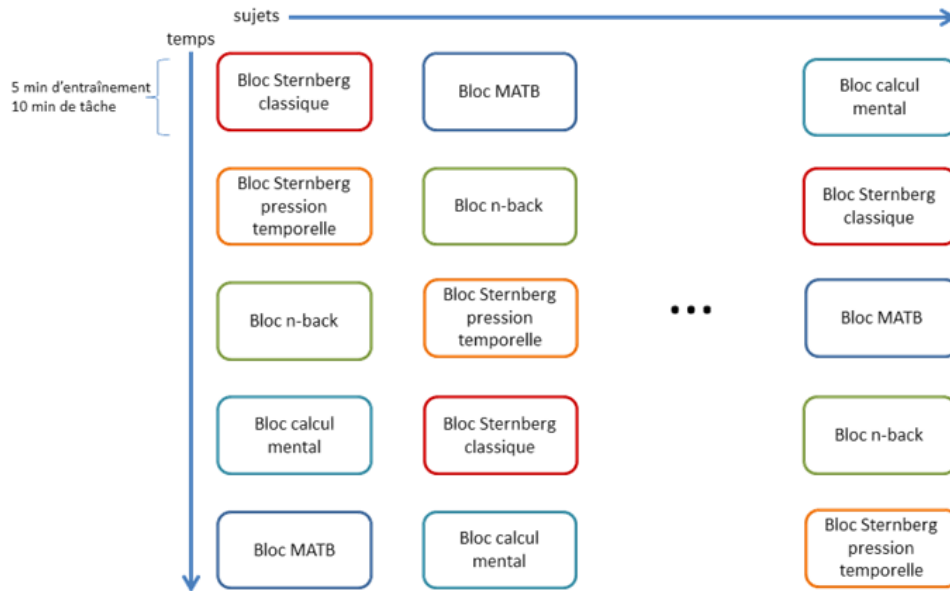 sujets
temps
5 min d'entraînement
10 min de tâche
Bloc Sternberg
classique
Bloc MATB
Bloc calcul
mental
Bloc Sternberg
pression
temporelle
Bloc n-back
Bloc Sternberg
classique
Bloc n-back
Bloc Sternberg
pression
temporelle
...
Bloc MATB
Bloc calcul
mental
Bloc Sternberg
classique
Bloc n-back
Bloc MATB
Bloc calcul
mental
Bloc Sternberg
pression
temporelle